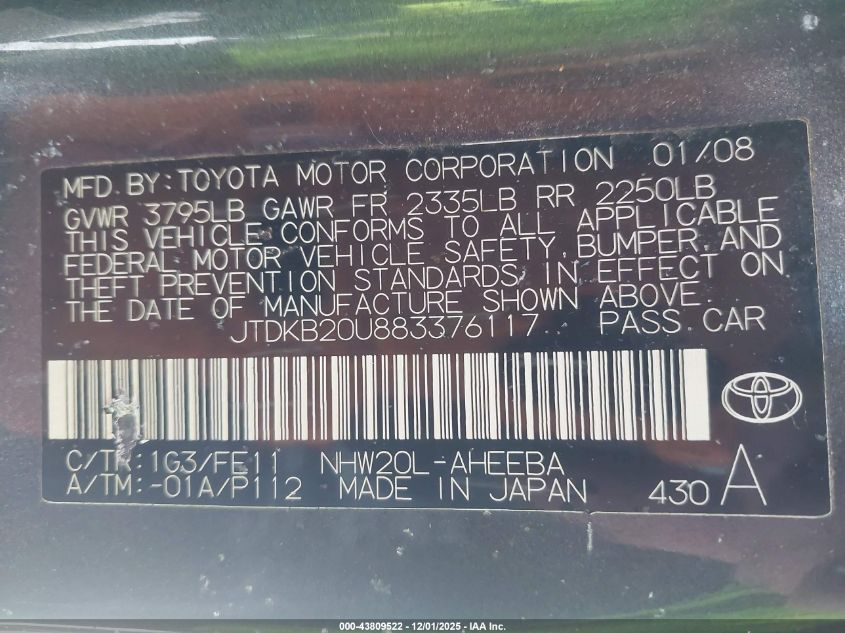 MFD. BY: TOYOTA MOTOR CORPORATION 01/08
GVWR 3795LB GAWR FR 2335LB RR 2250LB
THIS VEHICLE CONFORMS TO ALL APPLICABLE
FEDERAL MOTOR VEHICLE SAFETY, BUMPER, AND
THEFT PREVENTION STANDARDS IN EFFECT ON
THE DATE OF MANUFACTURE SHOWN ABOVE.
JTDKB20U883376117 PASS. CAR
C/TR: 1G3/FE11 NHW20L-AHEEBA
A/TM: -01A/P112 MADE IN JAPAN 430 A
000-43809522 - 12/01/2025 - IAA Inc.